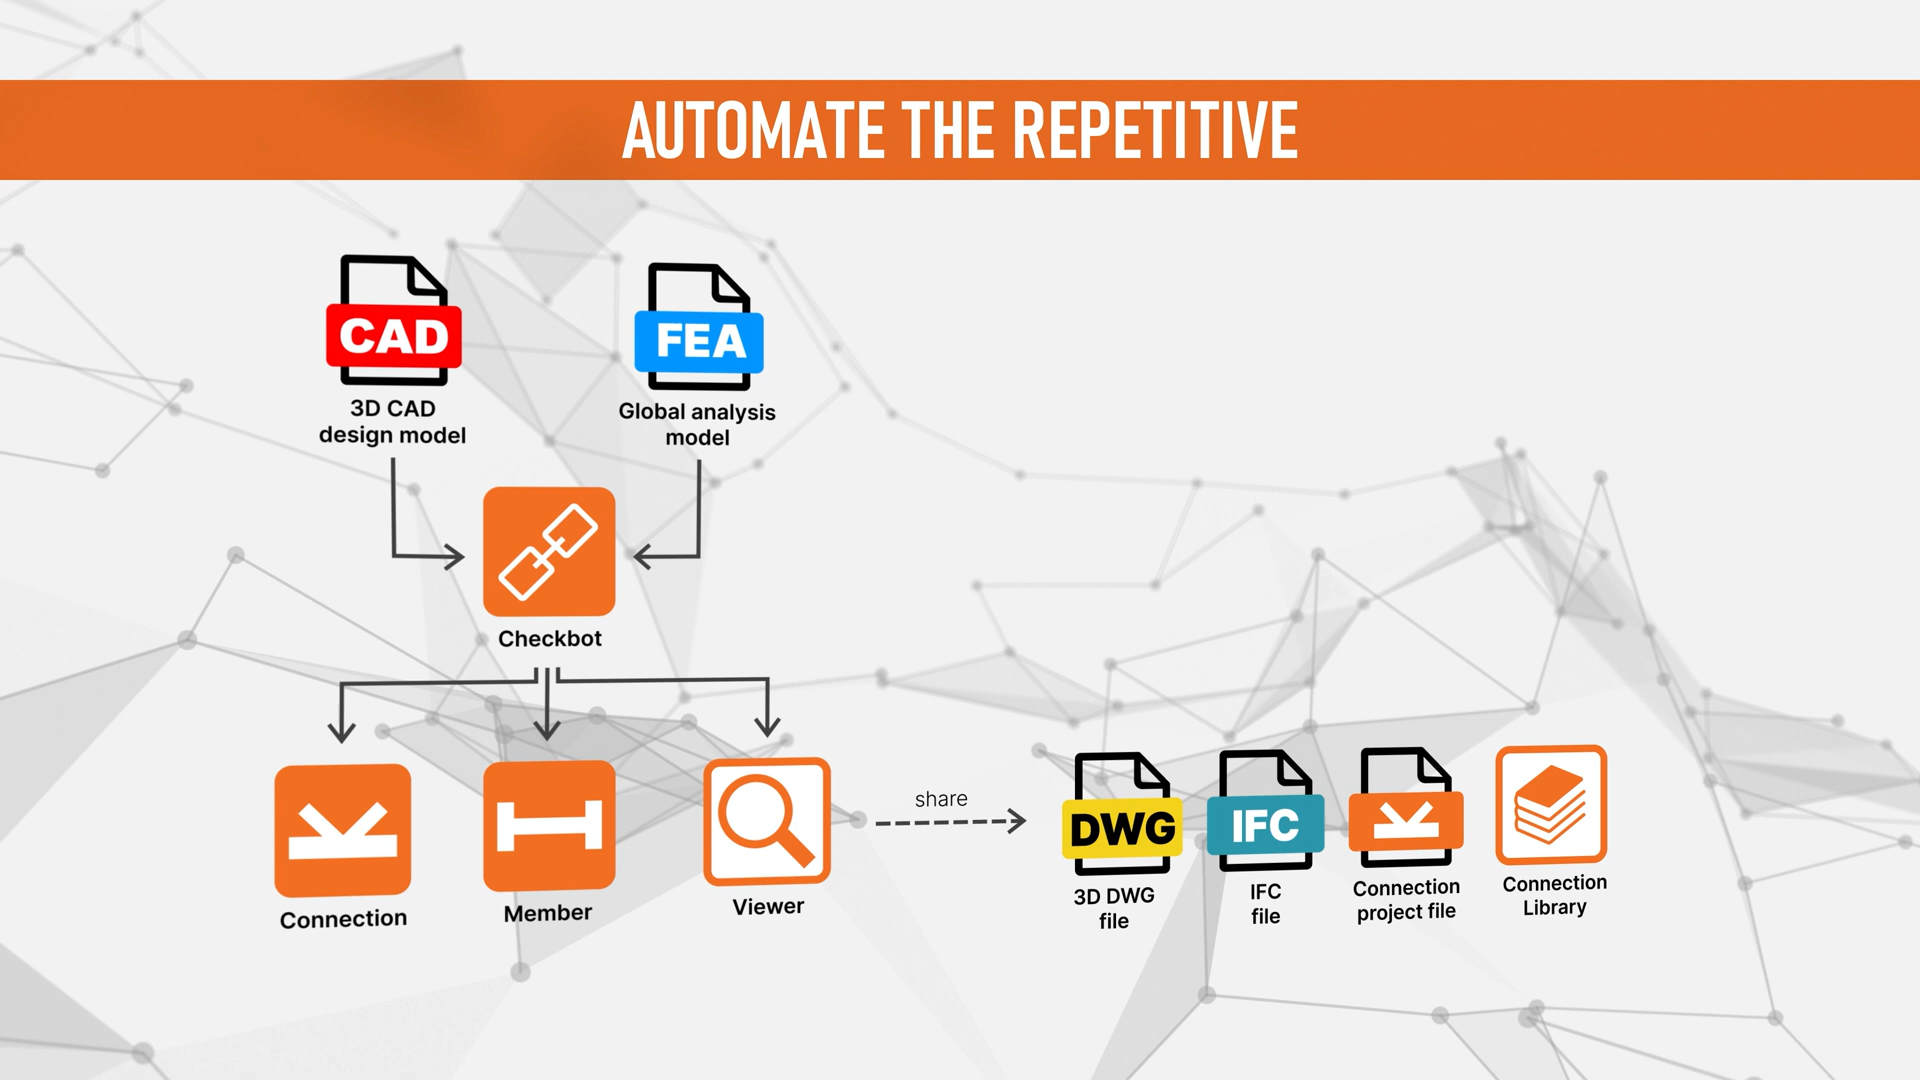 AUTOMATE THE REPETITIVE
CAD
3D CAD
design model
FEA
Global analysis
model
Checkbot
Connection
Member
Viewer
share
DWG
3D DWG
file
IFC
IFC
file
Connection
project file
Connection
Library